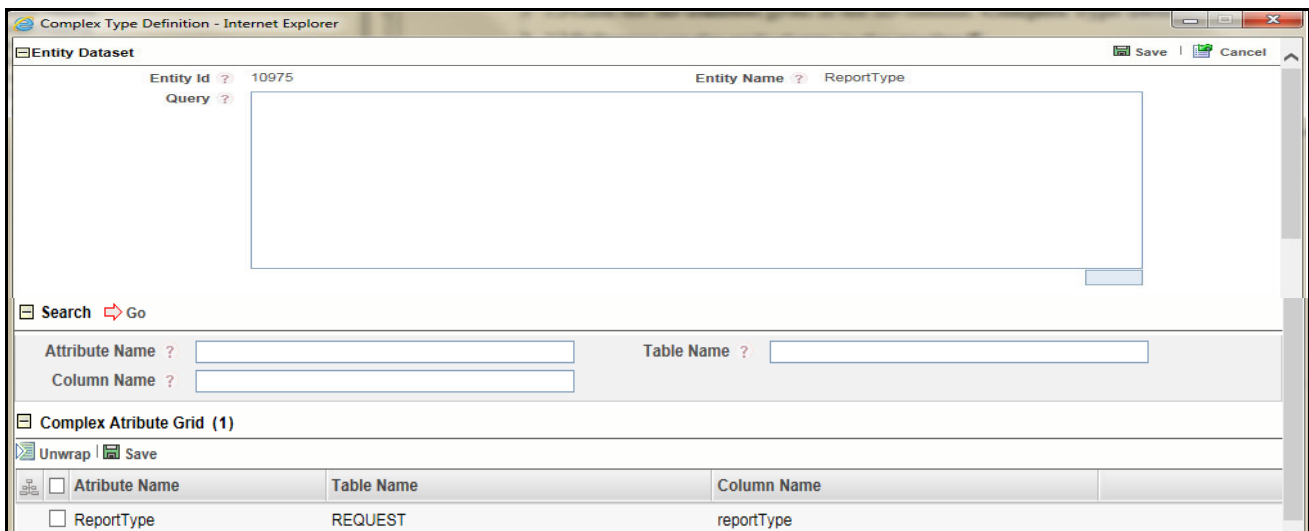 Complex Type Definition - Internet Explorer
Entity Dataset Save | Cancel
Entity Id ? 10975 Entity Name ? ReportType
Query ?
Search Go
Attribute Name ? Table Name ?
Column Name ?
Complex Atribute Grid (1)
Unwrap | Save
Atribute Name Table Name Column Name
ReportType REQUEST reportType